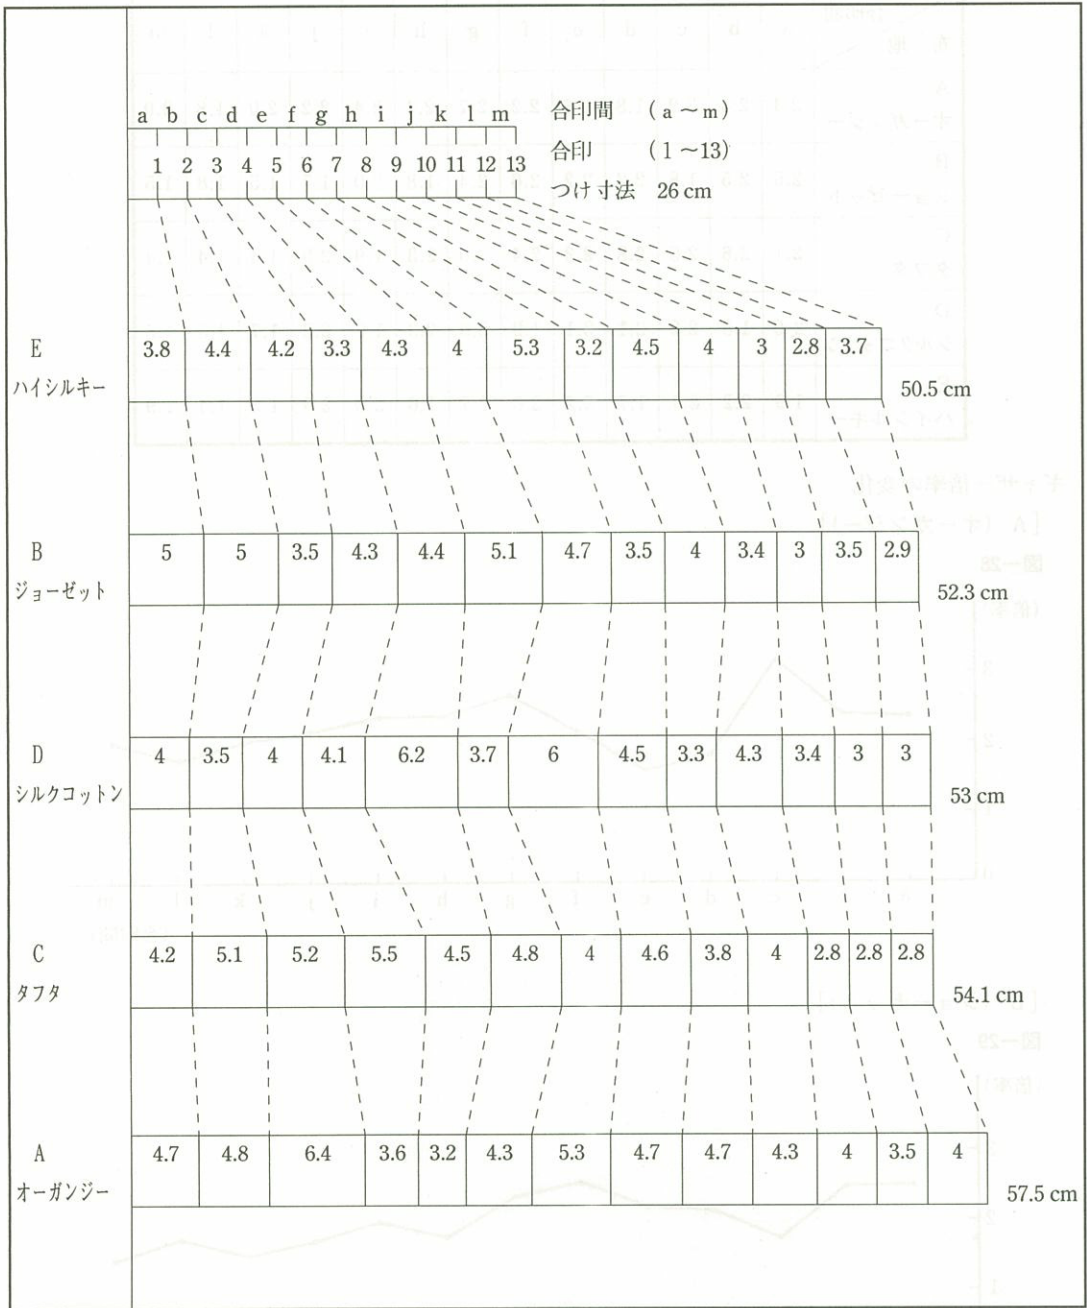 a b c d e f g h i j k l m 合印間 (a～m)
1 2 3 4 5 6 7 8 9 10 11 12 13 合印 (1～13)
つけ寸法 26 cm
E 3.8 4.4 4.2 3.3 4.3 4 5.3 3.2 4.5 4 3 2.8 3.7
ハイシルキー 50.5 cm
B 5 5 3.5 4.3 4.4 5.1 4.7 3.5 4 3.4 3 3.5 2.9
ジョーゼット 52.3 cm
D 4 3.5 4 4.1 6.2 3.7 6 4.5 3.3 4.3 3.4 3 3
シルクコットン 53 cm
C 4.2 5.1 5.2 5.5 4.5 4.8 4 4.6 3.8 4 2.8 2.8 2.8
タフタ 54.1 cm
A 4.7 4.8 6.4 3.6 3.2 4.3 5.3 4.7 4.7 4.3 4 3.5 4
オーガンジー 57.5 cm